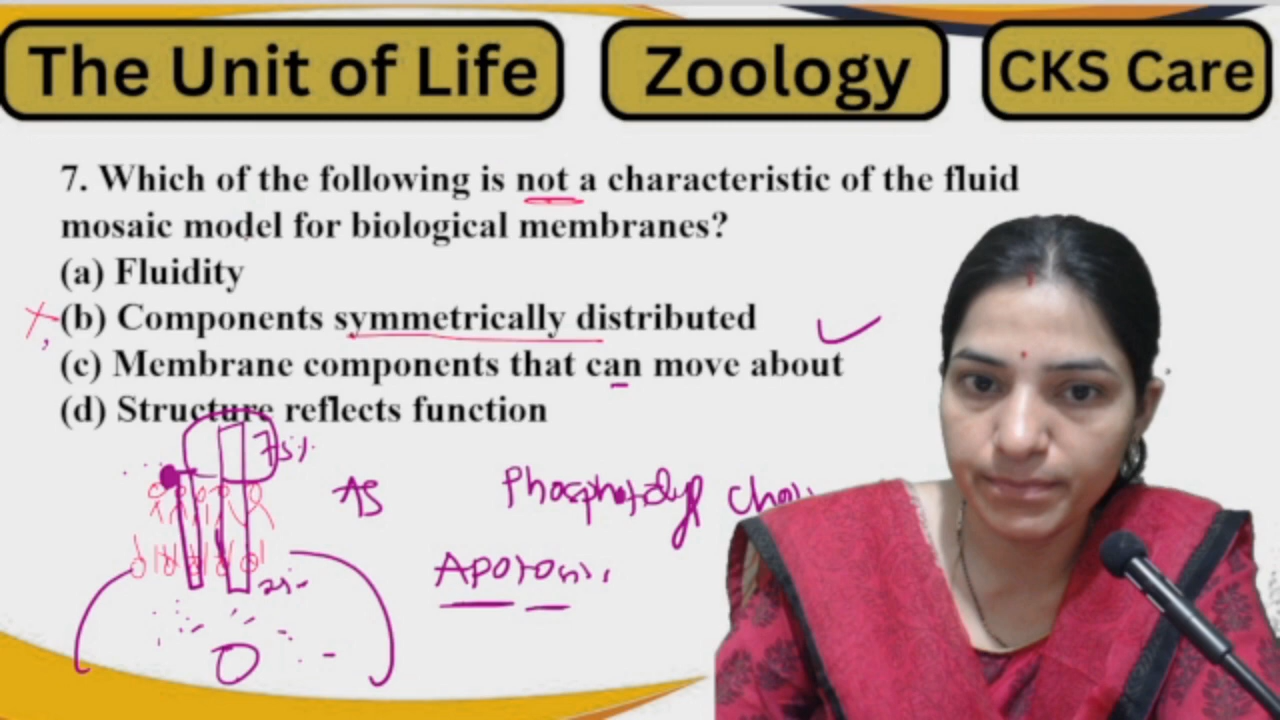 The Unit of Life
Zoology
CKS Care
7. Which of the following is not a characteristic of the fluid
mosaic model for biological membranes?
(a) Fluidity
(b) Components symmetrically distributed
(c) Membrane components that can move about
(d) Structure reflects function
75%
AS